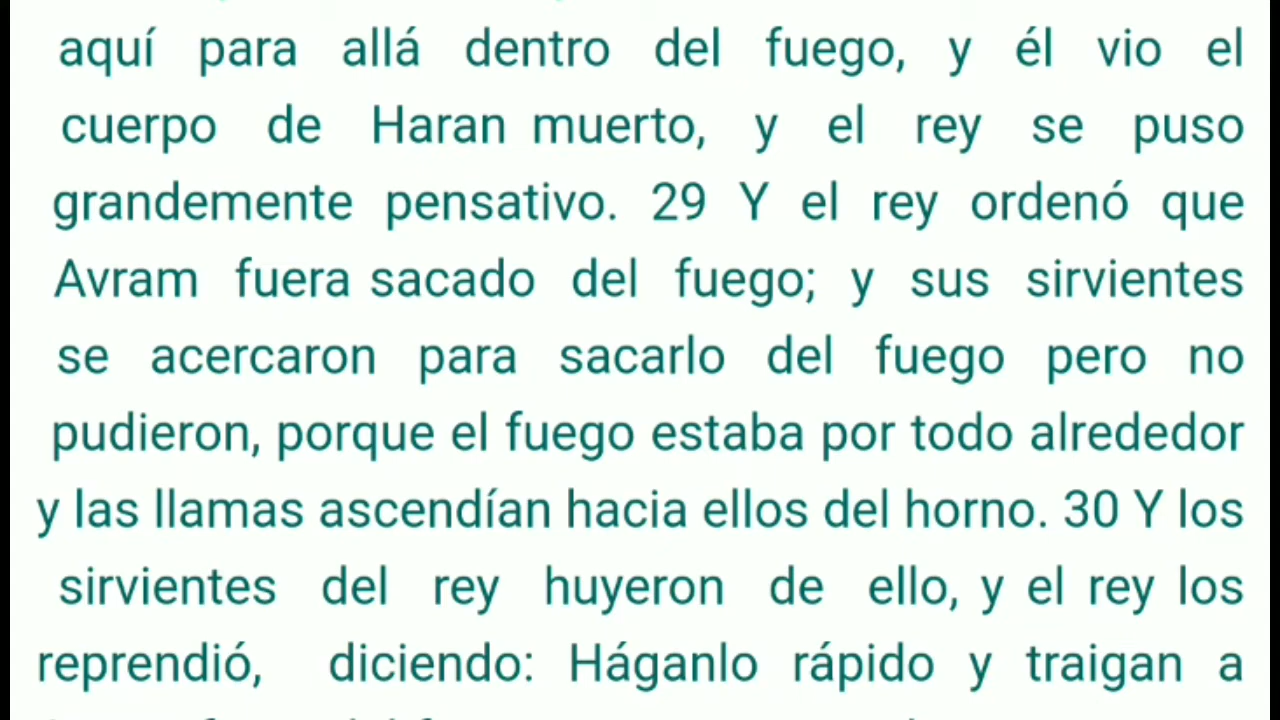 aquí para allá dentro del fuego, y él vio el
cuerpo de Haran muerto, y el rey se puso
grandemente pensativo. 29 Y el rey ordenó que
Avram fuera sacado del fuego; y sus sirvientes
se acercaron para sacarlo del fuego pero no
pudieron, porque el fuego estaba por todo alrededor
y las llamas ascendían hacia ellos del horno. 30 Y los
sirvientes del rey huyeron de ello, y el rey los
reprendió, diciendo: Háganlo rápido y traigan a